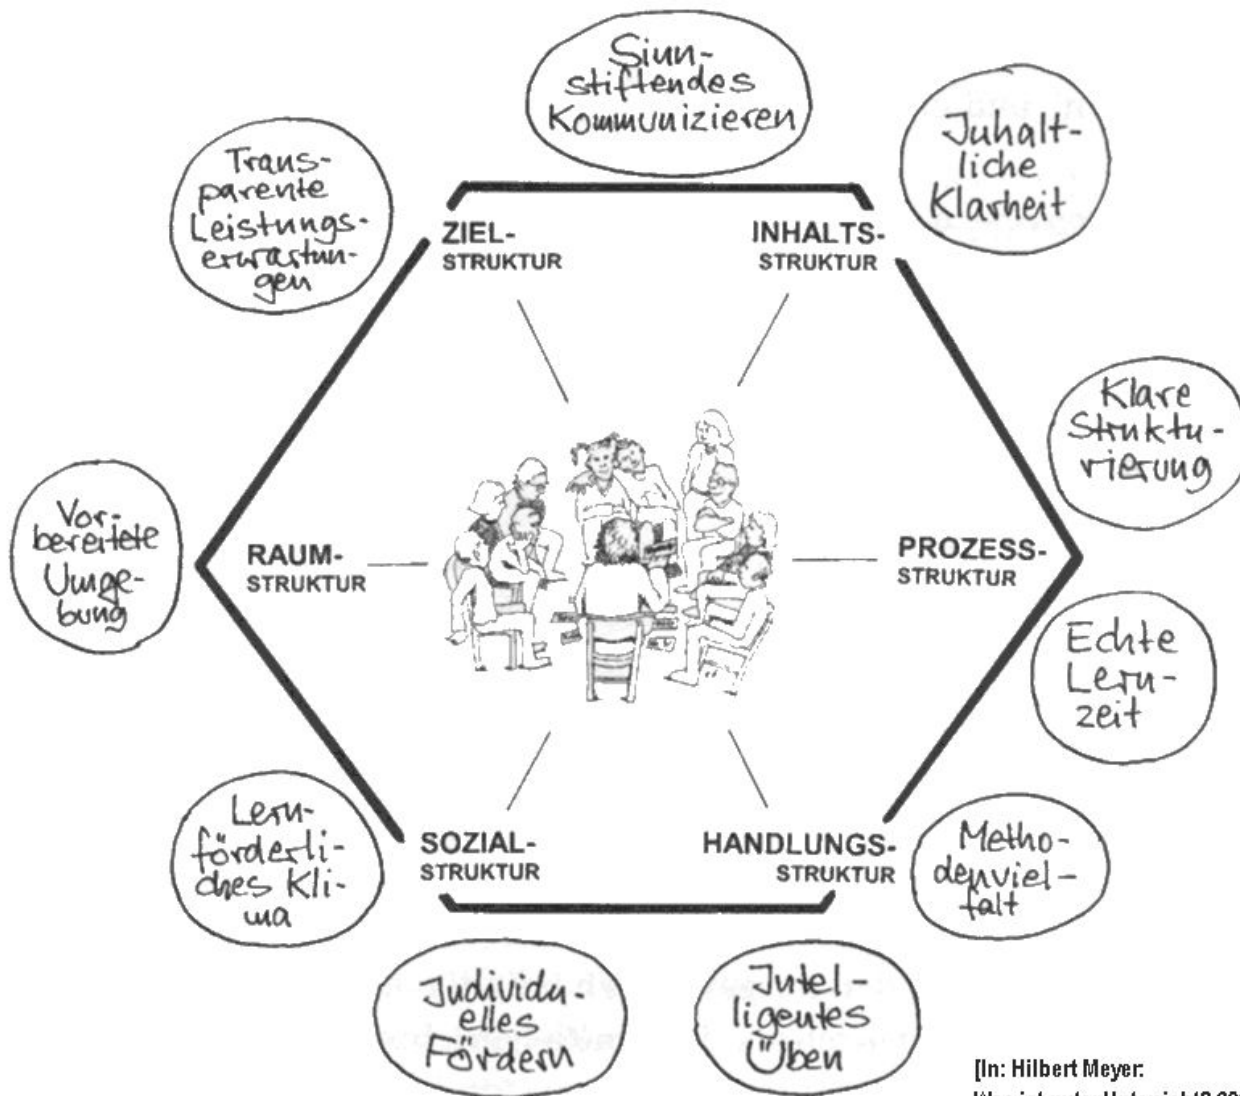 Sinn-
stiftendes
Kommunizieren
Inhalt-
liche
Klarheit
Trans-
parente
Leistungs-
erwartun-
gen
ZIEL-
STRUKTUR
INHALTS-
STRUKTUR
Klare
Struktu-
rierung
Vor-
bereitete
Umge-
bung
RAUM-
STRUKTUR
PROZESS-
STRUKTUR
Echte
Lern-
zeit
Lern-
förderli-
ches Kli-
ma
SOZIAL-
STRUKTUR
HANDLUNGS-
STRUKTUR
Metho-
denviel-
falt
Individu-
elles
Fördern
Intel-
ligentes
Üben
[In: Hilbert Meyer: